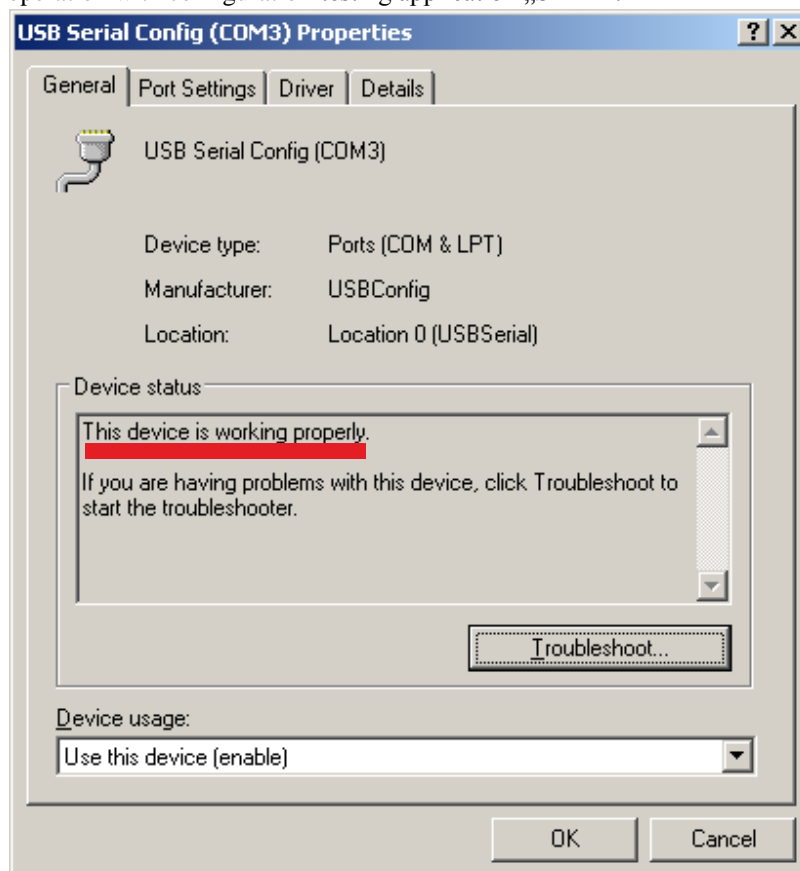 USB Serial Config (COM3) Properties
General Port Settings Driver Details
USB Serial Config (COM3)
Device type: Ports (COM & LPT)
Manufacturer: USBConfig
Location: Location 0 (USBSerial)
Device status
This device is working properly.
If you are having problems with this device, click Troubleshoot to
start the troubleshooter.
Troubleshoot...
Device usage:
Use this device (enable)
OK Cancel